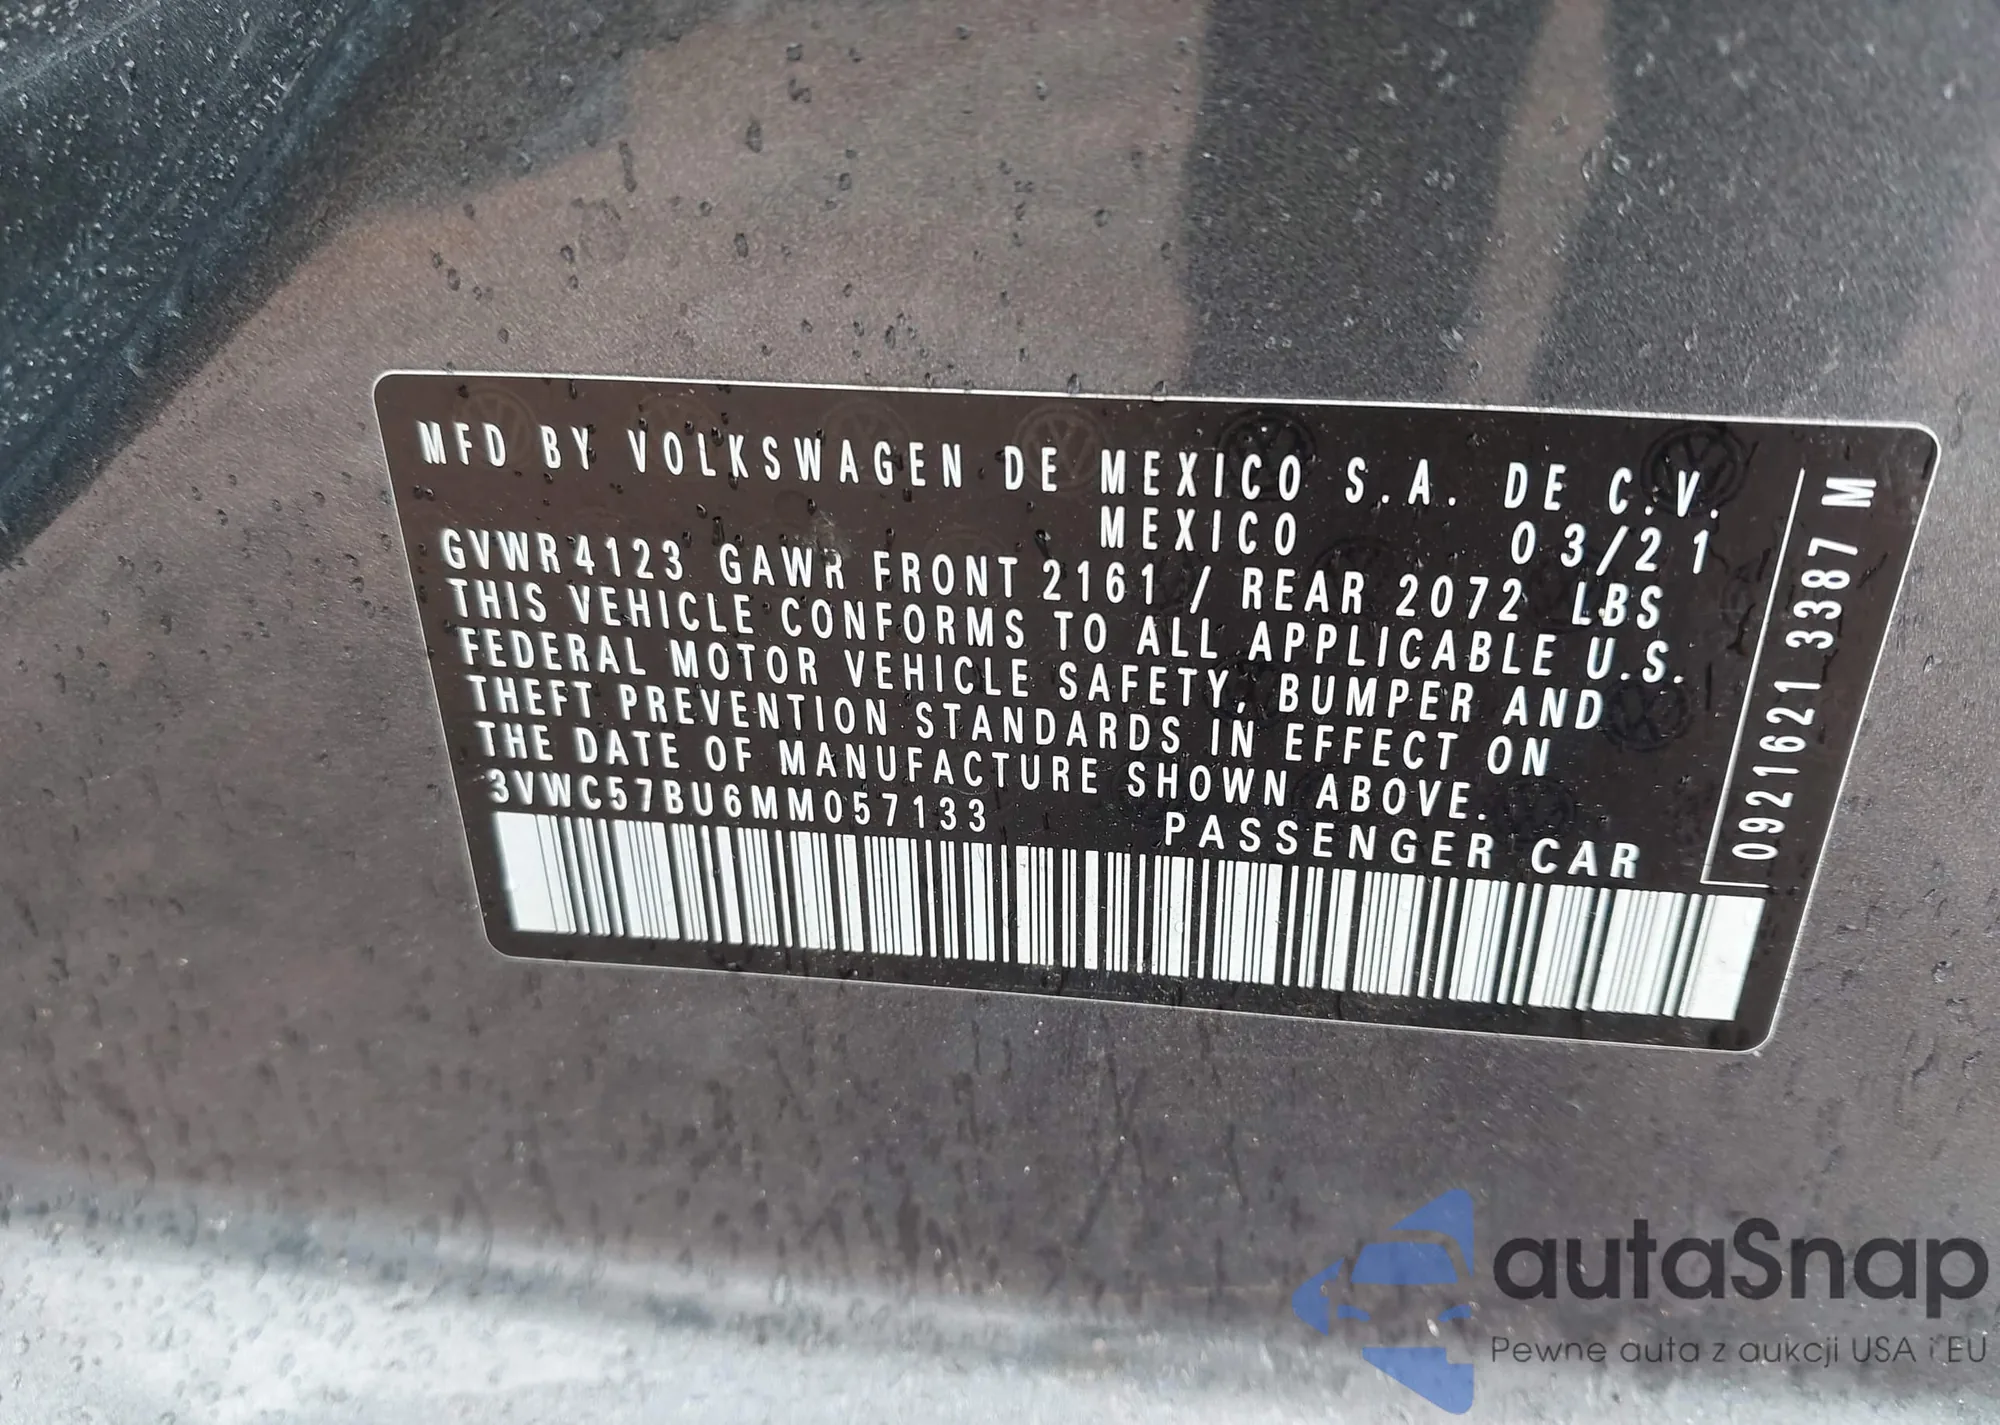 MFD BY VOLKSWAGEN DE MEXICO S.A. DE C.V.
MEXICO 03/21
GVWR4123 GAWR FRONT 2161 / REAR 2072 LBS
THIS VEHICLE CONFORMS TO ALL APPLICABLE U.S.
FEDERAL MOTOR VEHICLE SAFETY, BUMPER AND
THEFT PREVENTION STANDARDS IN EFFECT ON
THE DATE OF MANUFACTURE SHOWN ABOVE.
3VWC57BU6MM057133
PASSENGER CAR
0921621 3387 M
autaSnap
Pewne auta z aukcji USA i EU